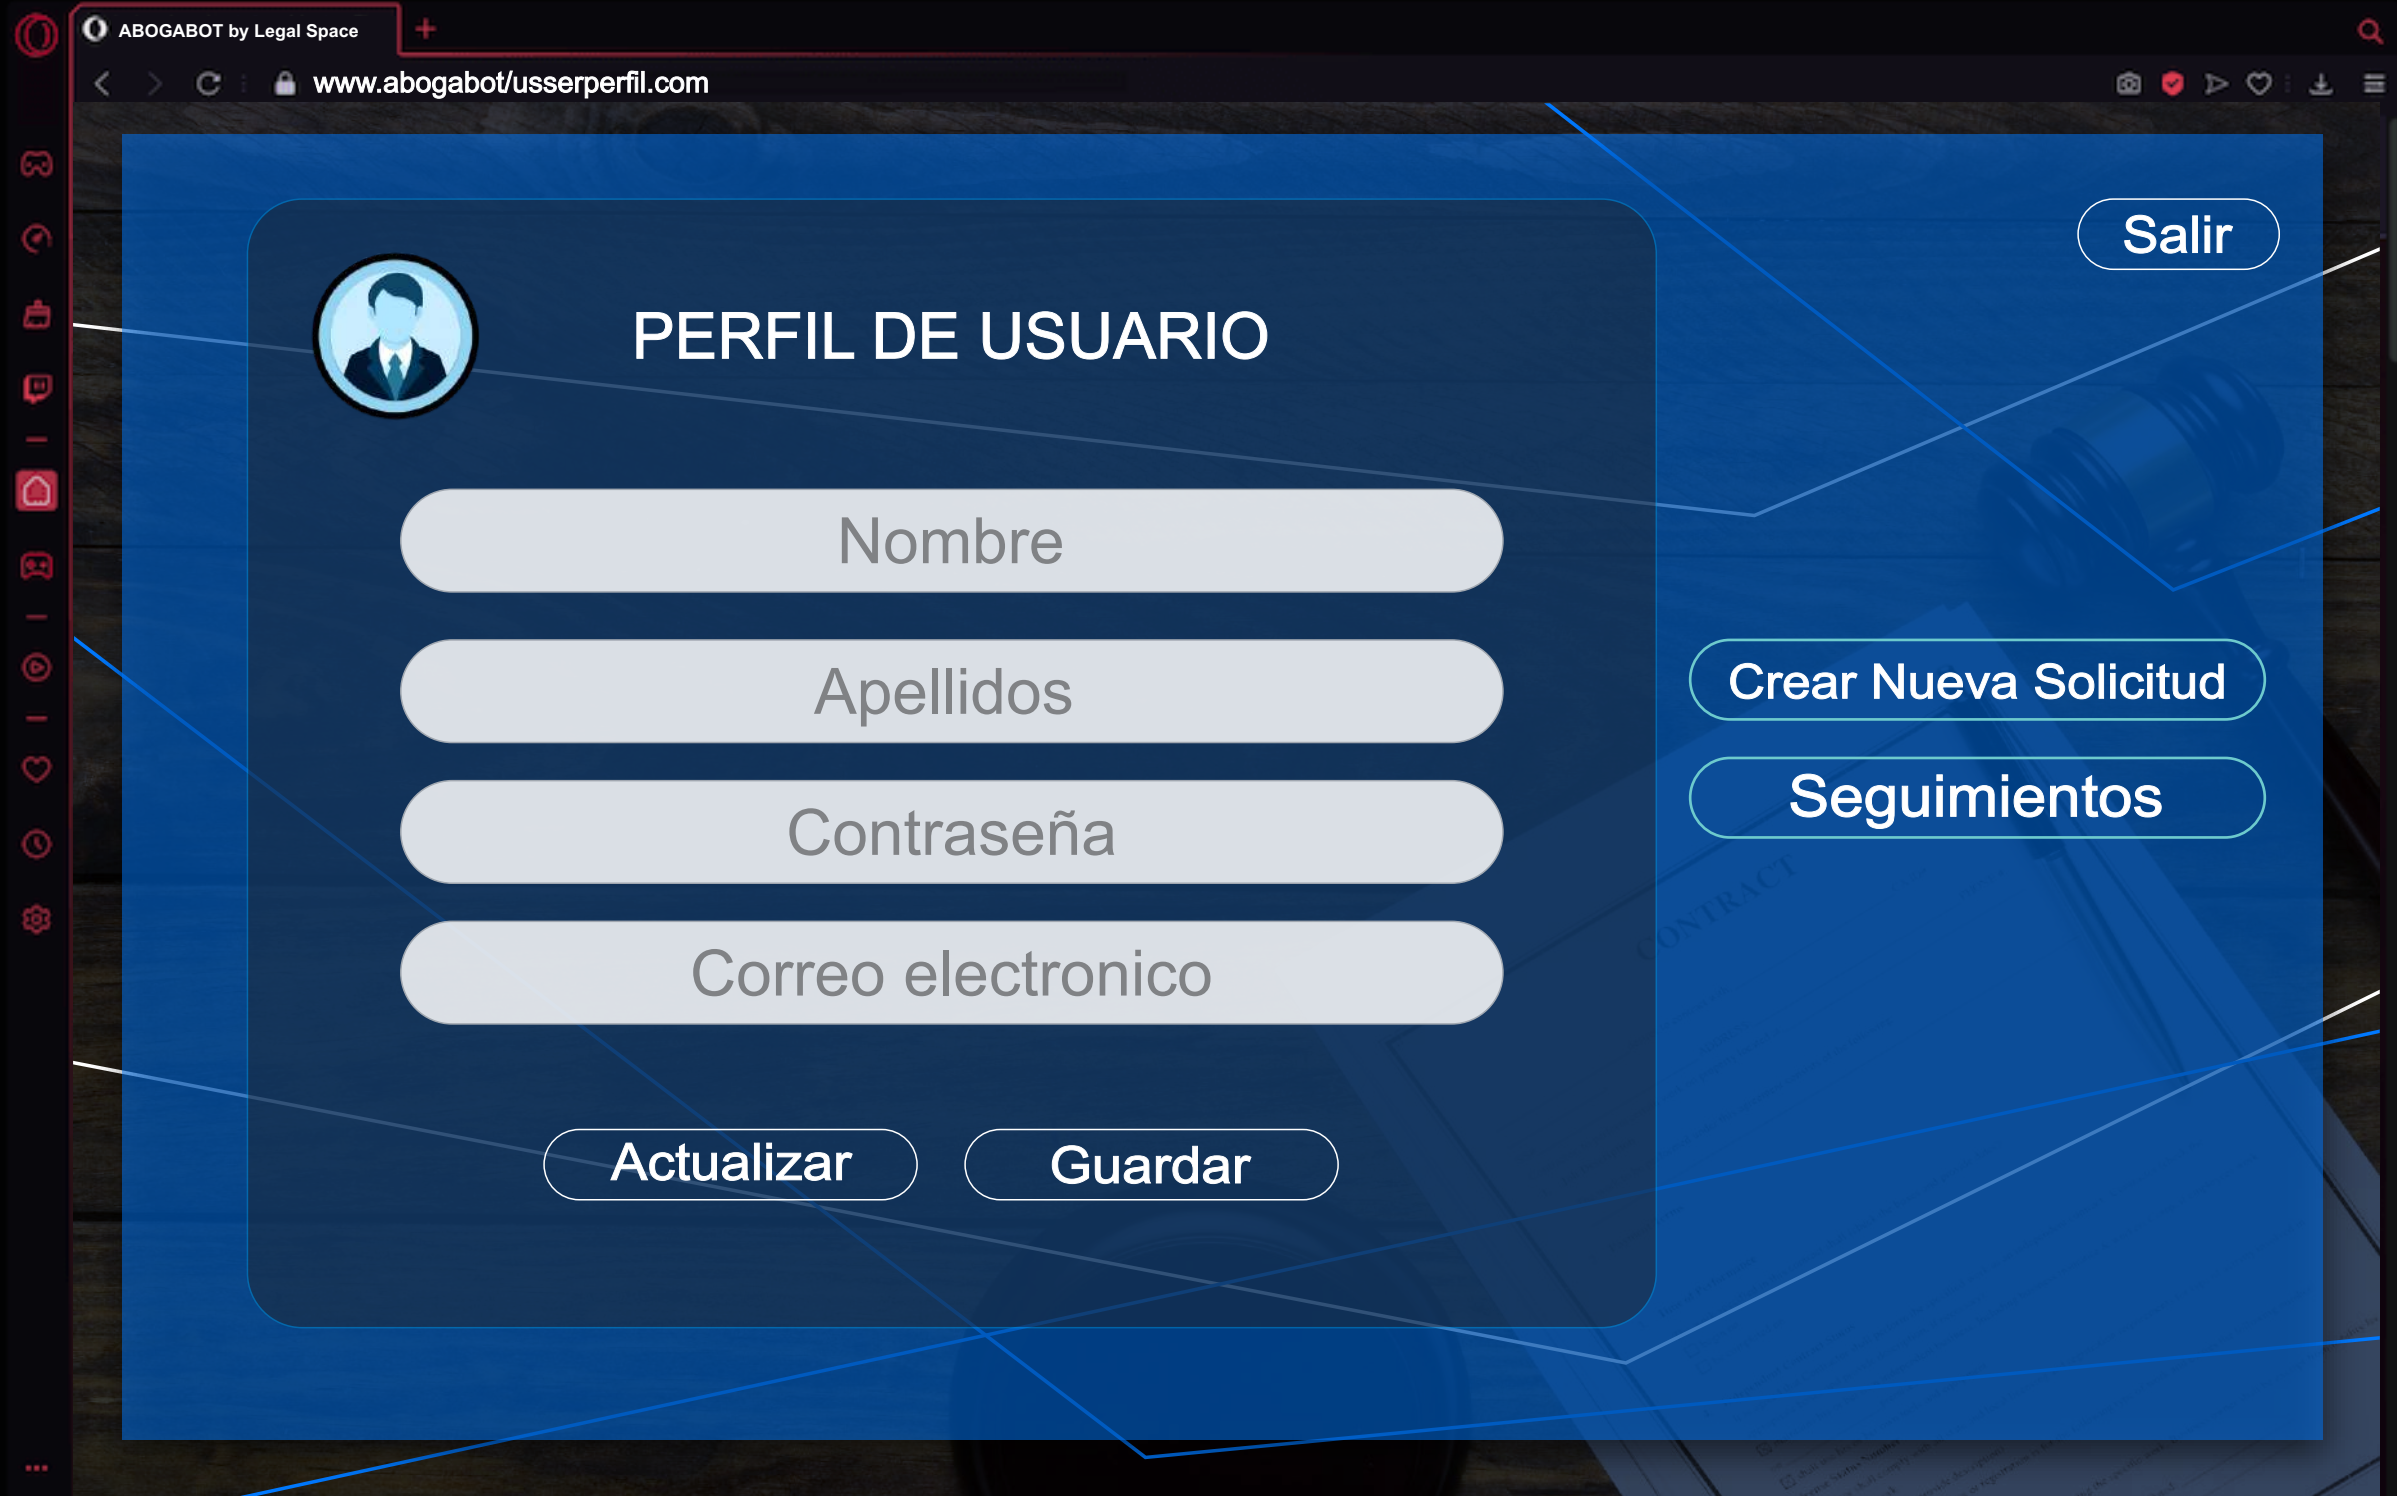 ABOGABOT by Legal Space
www.abogabot/usserperfil.com
Salir
PERFIL DE USUARIO
Nombre
Apellidos
Contraseña
Correo electronico
Crear Nueva Solicitud
Seguimientos
CONTRACT
Actualizar
Guardar